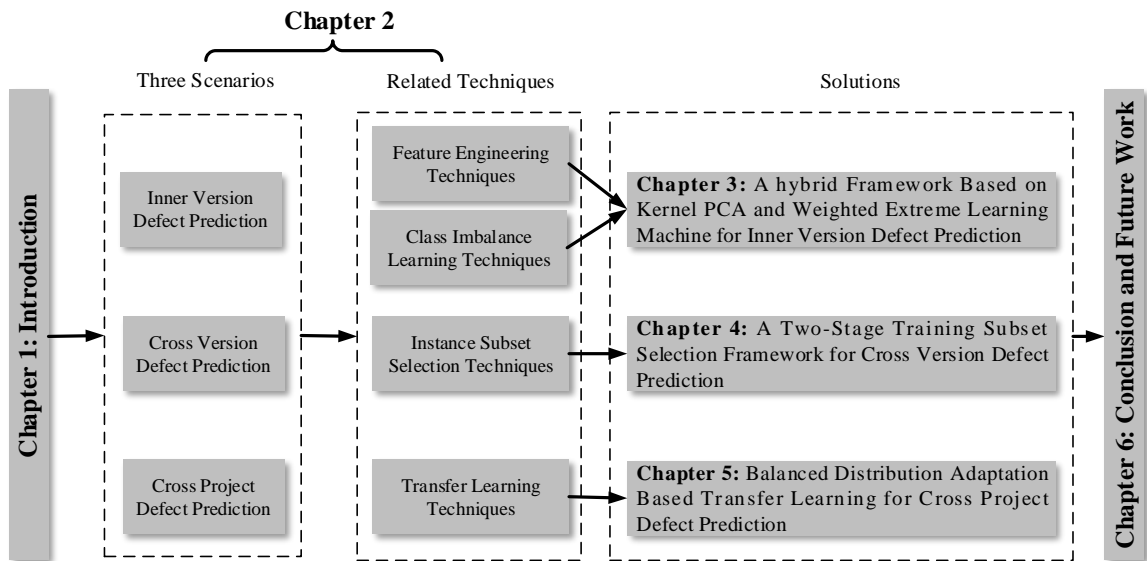 Chapter 2
Three Scenarios
Related Techniques
Solutions
Chapter 1: Introduction
Inner Version
Defect Prediction
Cross Version
Defect Prediction
Cross Project
Defect Prediction
Feature Engineering
Techniques
Class Imbalance
Learning Techniques
Instance Subset
Selection Techniques
Transfer Learning
Techniques
Chapter 3: A hybrid Framework Based on
Kernel PCA and Weighted Extreme Learning
Machine for Inner Version Defect Prediction
Chapter 4: A Two-Stage Training Subset
Selection Framework for Cross Version Defect
Prediction
Chapter 5: Balanced Distribution Adaptation
Based Transfer Learning for Cross Project
Defect Prediction
Chapter 6: Conclusion and Future Work